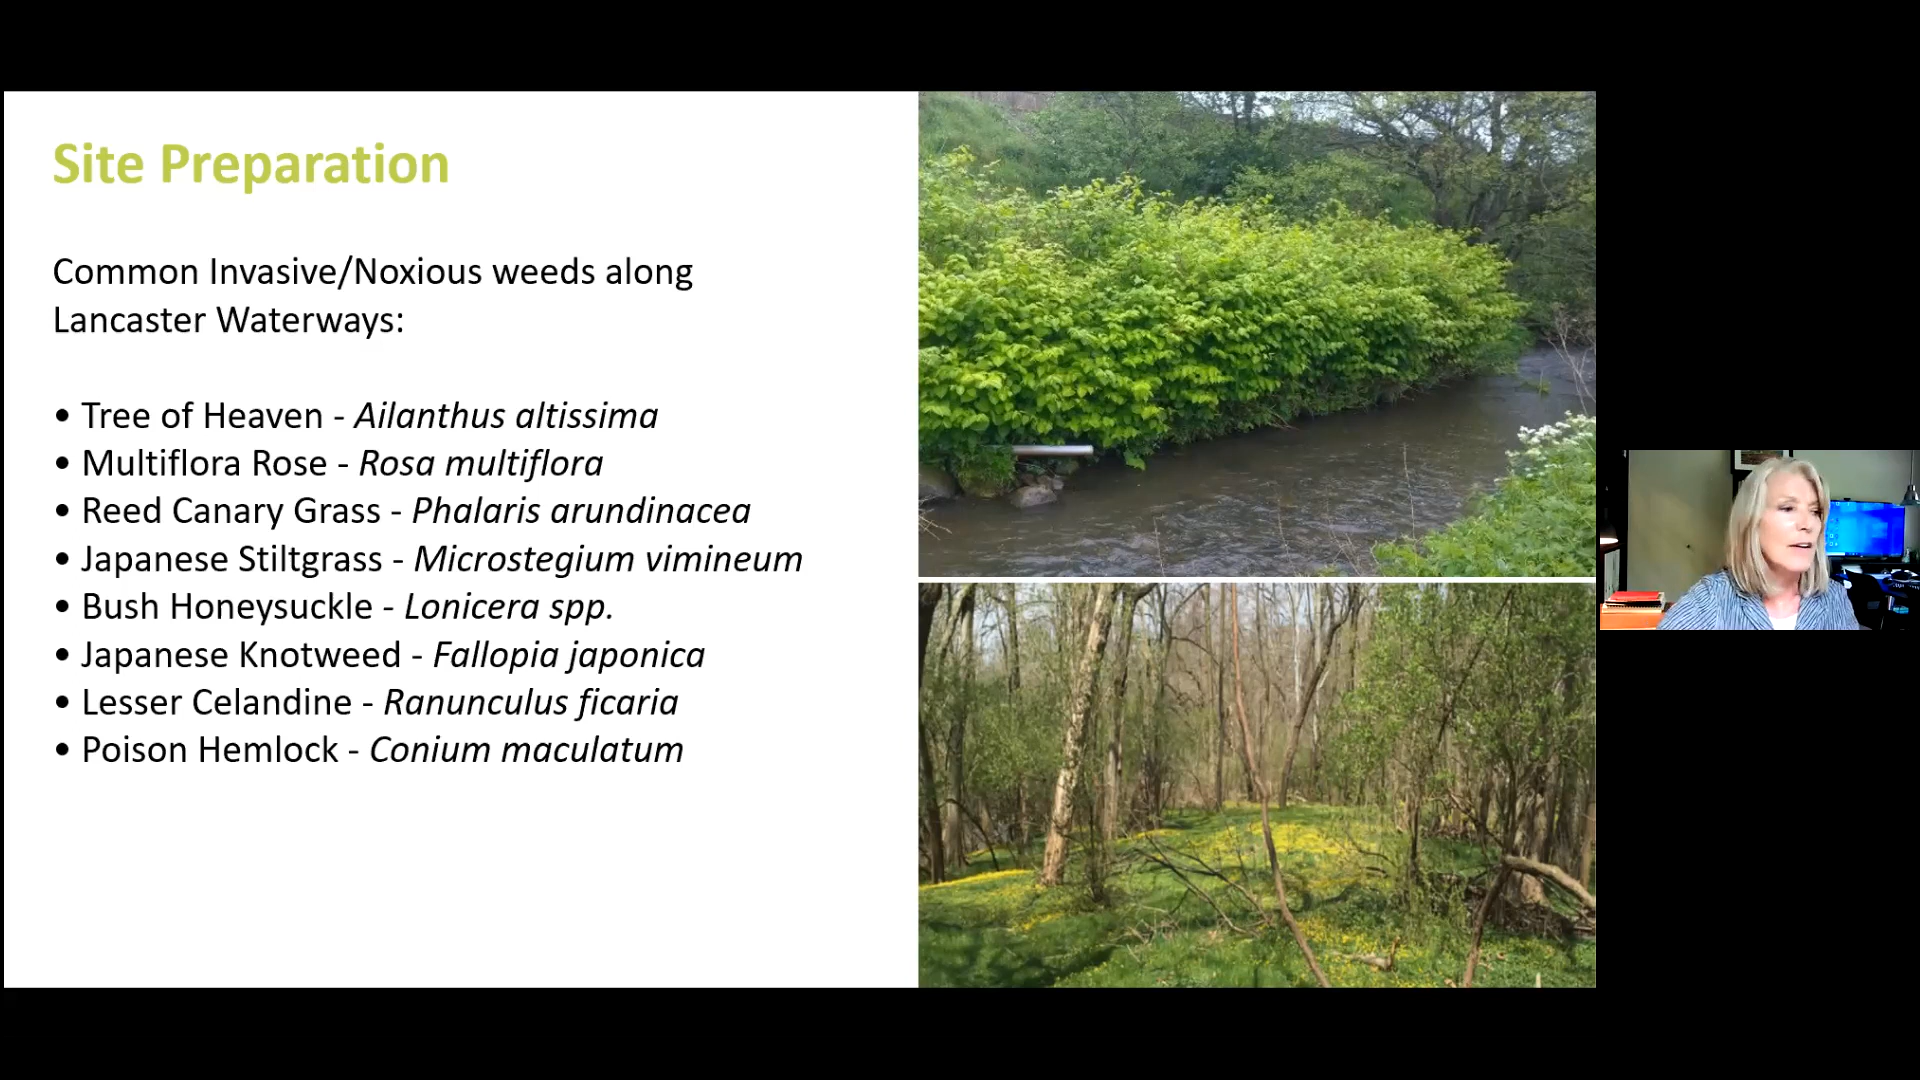 Site Preparation
Common Invasive/Noxious weeds along
Lancaster Waterways:
• Tree of Heaven - Ailanthus altissima
• Multiflora Rose - Rosa multiflora
• Reed Canary Grass - Phalaris arundinacea
• Japanese Stiltgrass - Microstegium vimineum
• Bush Honeysuckle - Lonicera spp.
• Japanese Knotweed - Fallopia japonica
• Lesser Celandine - Ranunculus ficaria
• Poison Hemlock - Conium maculatum